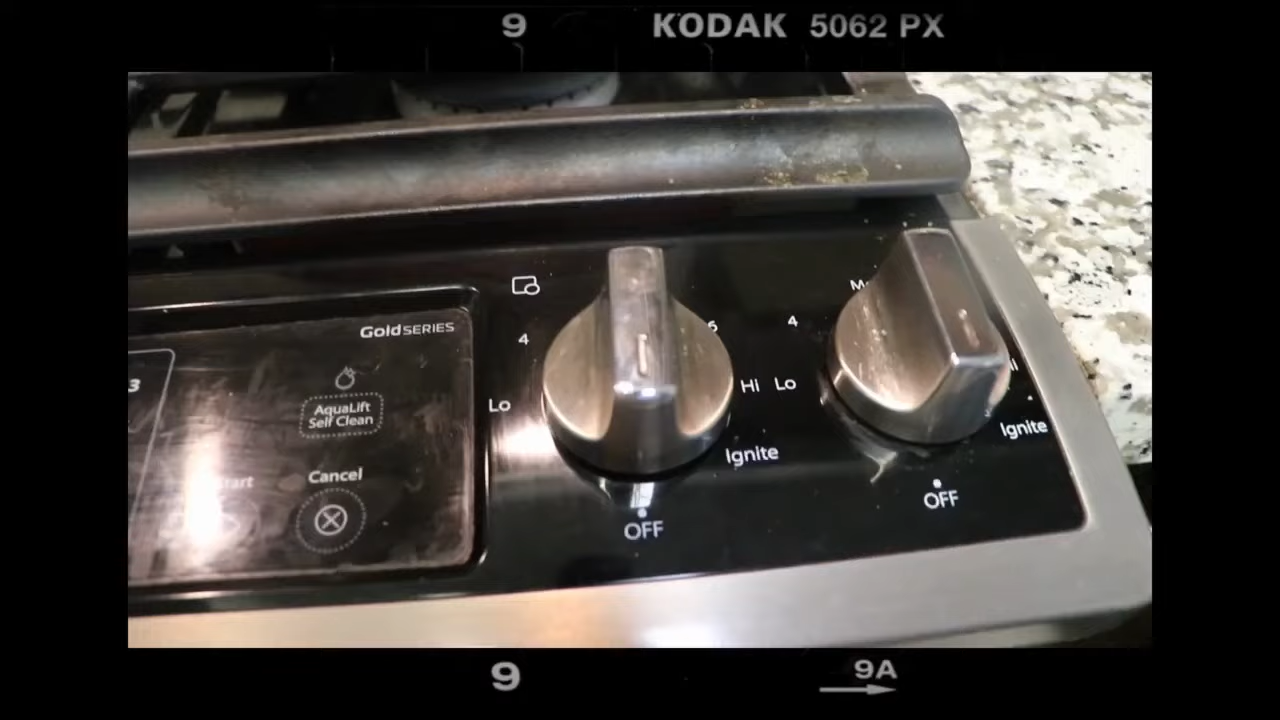 9 KODAK 5062 PX
Gold SERIES
3
AquaLift
Self Clean
Cancel
4
Lo
Hi
Ignite
OFF
4
Lo
Ignite
OFF
9 9A